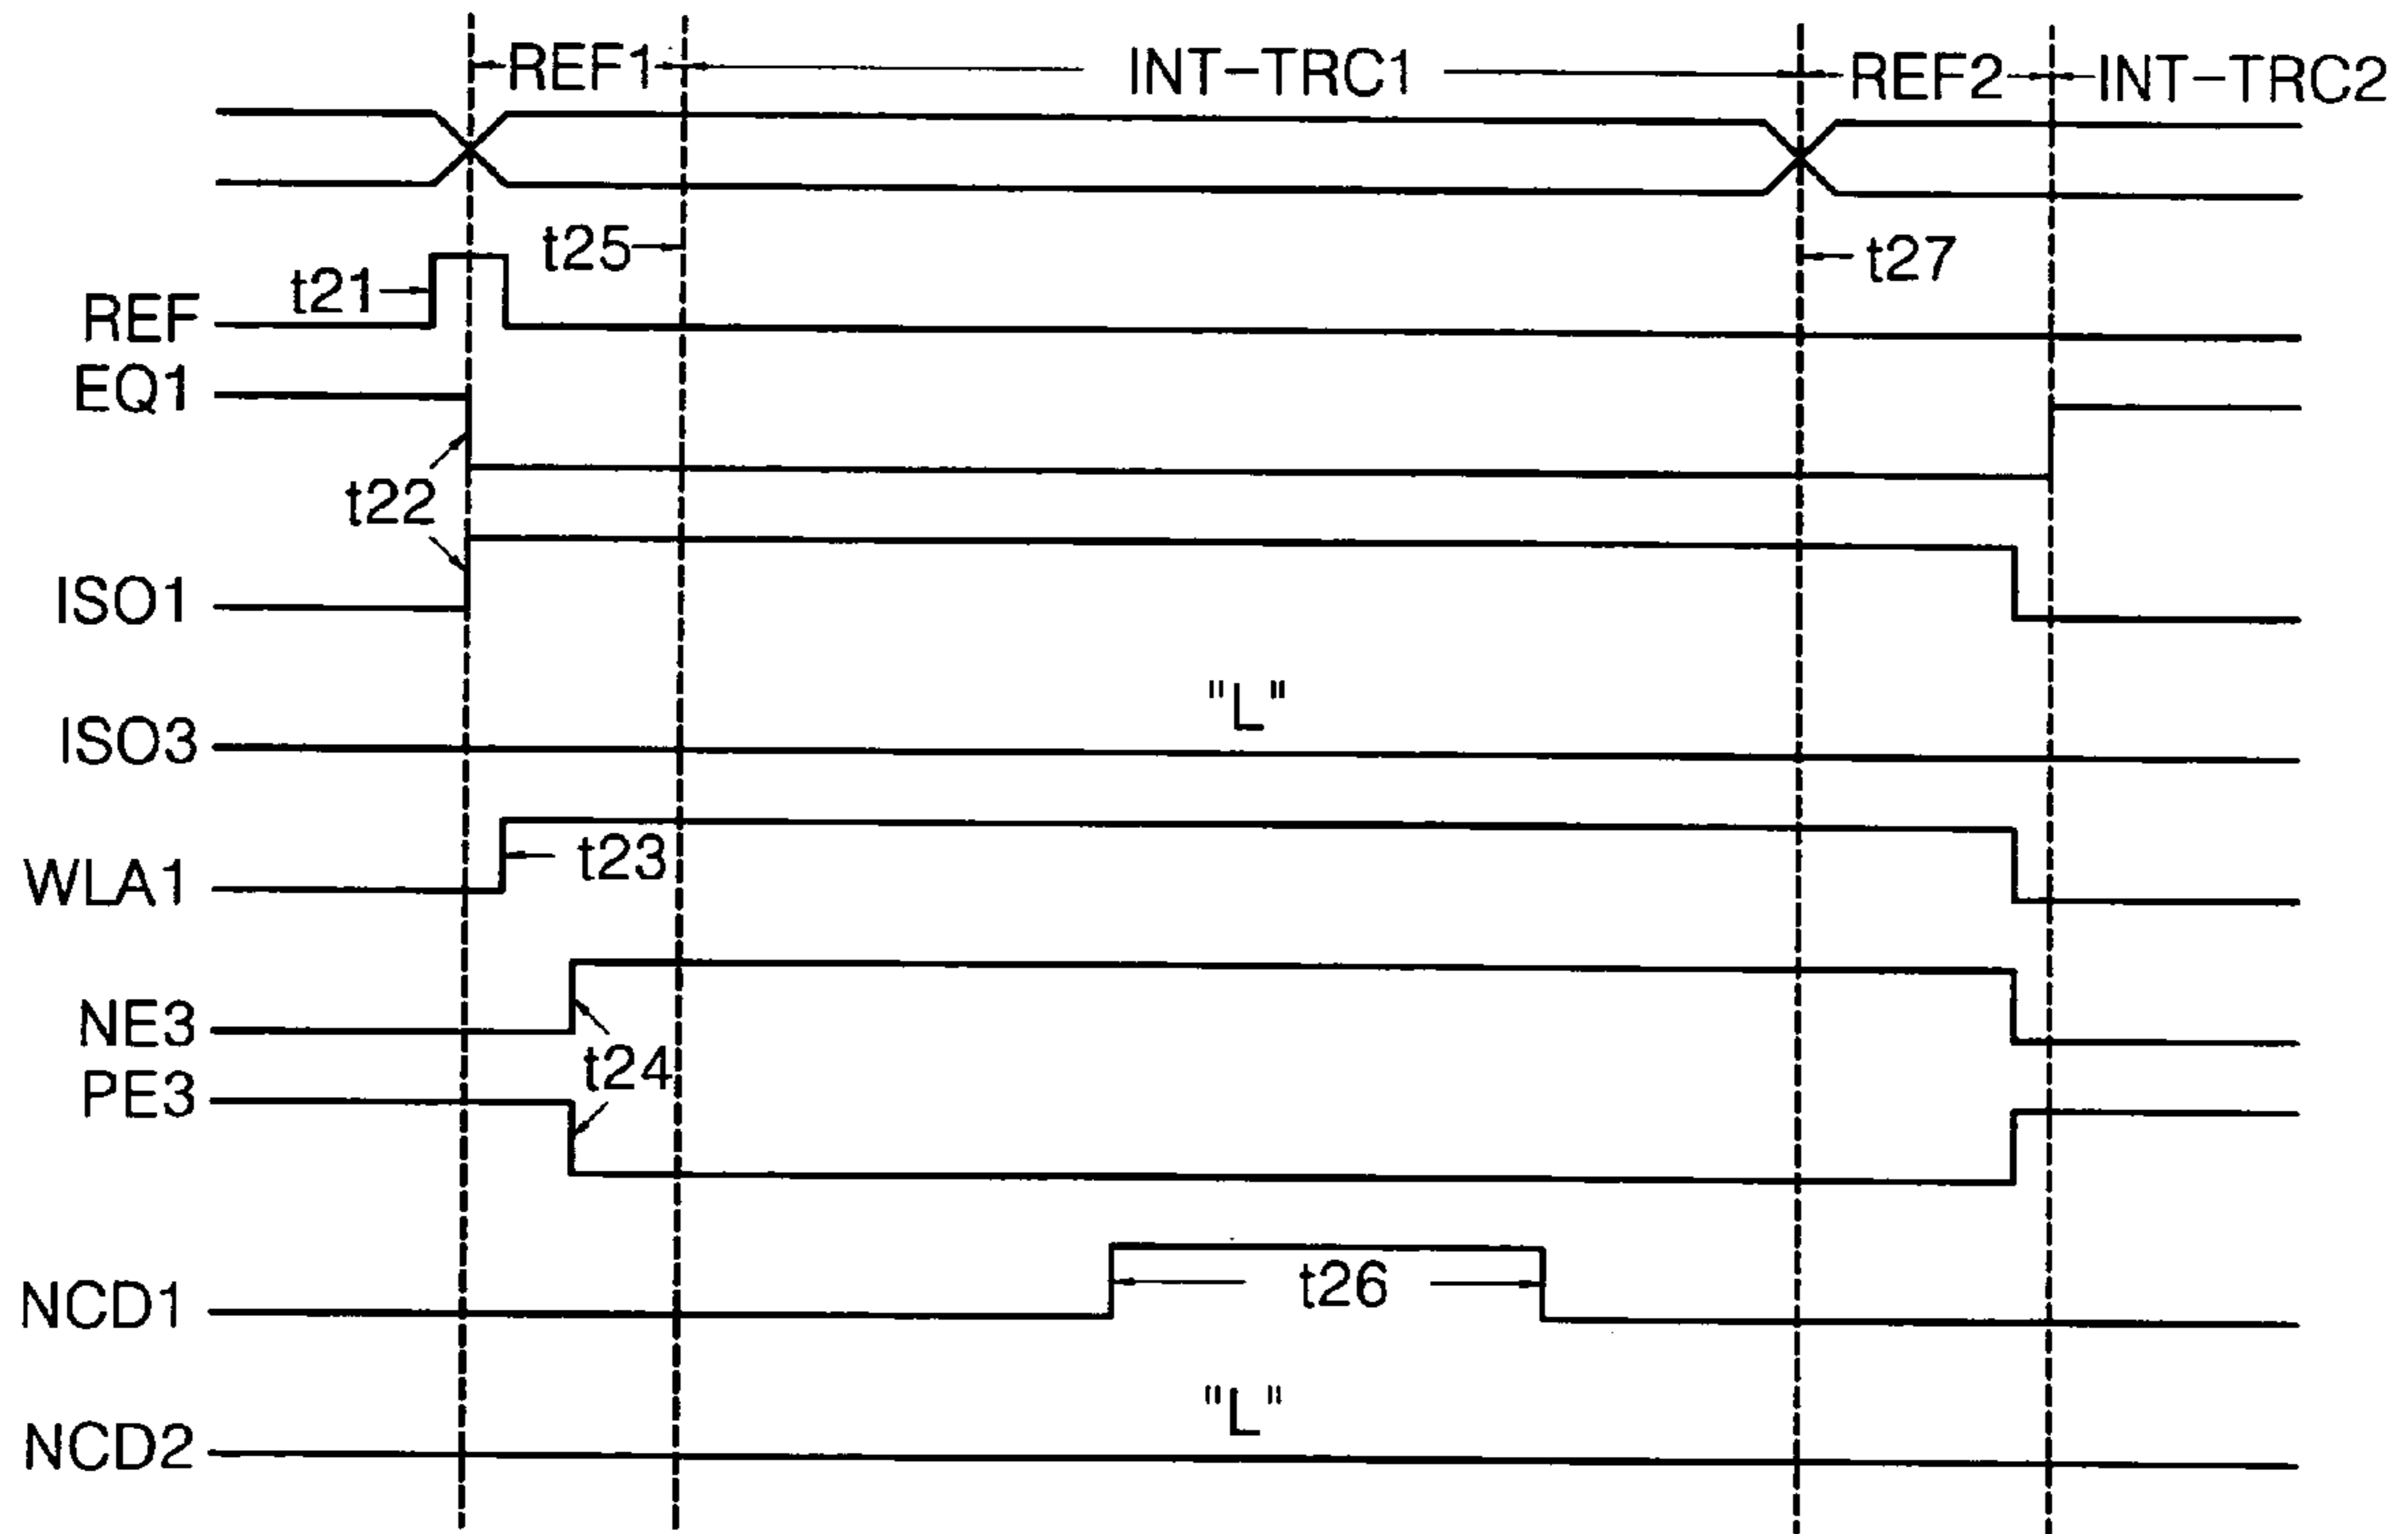 REF1 INT-TRC1 REF2 INT-TRC2
t25
t27
t21
REF
EQ1
t22
ISO1
"L"
ISO3
t23
WLA1
NE3
t24
PE3
t26
NCD1
"L"
NCD2